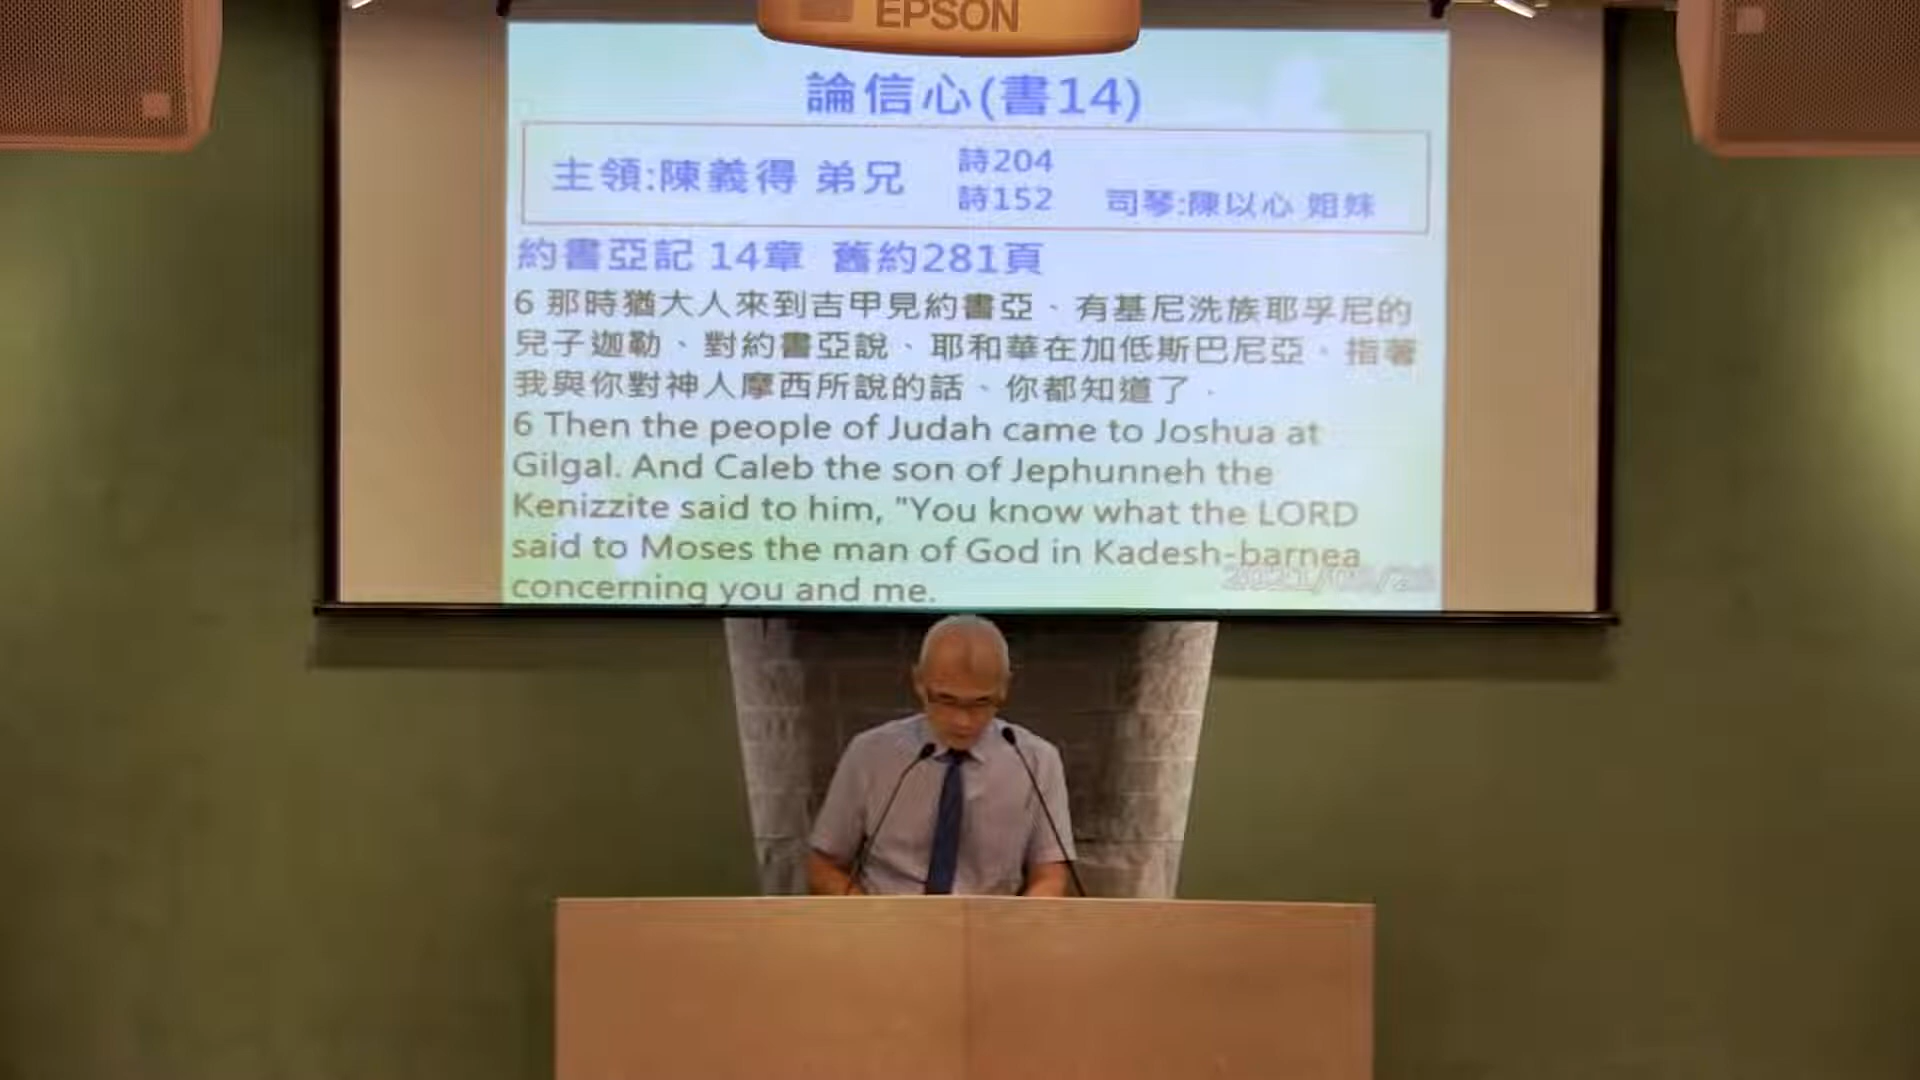 EPSON
論信心(書14)
主領:陳義得 弟兄
詩204
詩152
司琴:陳以心 姐妹
約書亞記 14章 舊約281頁
6 那時猶大人來到吉甲見約書亞、有基尼洗族耶孚尼的
兒子迦勒、對約書亞說、耶和華在加低斯巴尼亞、指著
我與你對神人摩西所說的話、你都知道了.
6 Then the people of Judah came to Joshua at
Gilgal. And Caleb the son of Jephunneh the
Kenizzite said to him, "You know what the LORD
said to Moses the man of God in Kadesh-barnea
concerning you and me.